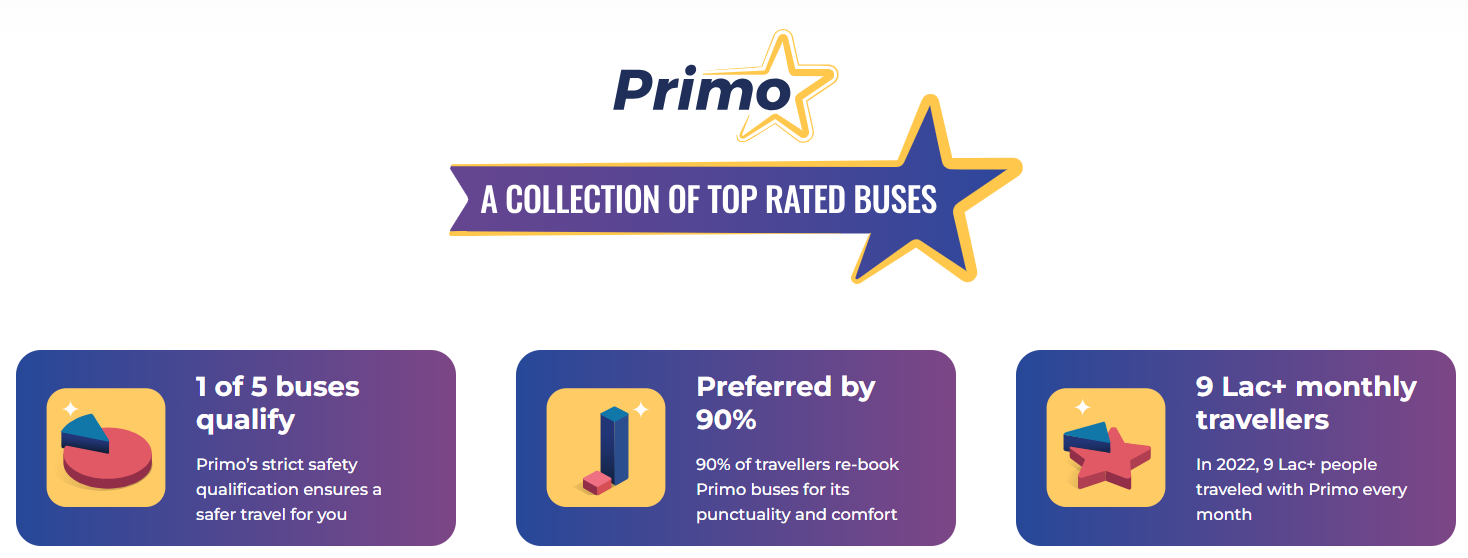 Primo
A COLLECTION OF TOP RATED BUSES
1 of 5 buses
qualify
Primo's strict safety
qualification ensures a
safer travel for you
Preferred by
90%
90% of travellers re-book
Primo buses for its
punctuality and comfort
9 Lac+ monthly
travellers
In 2022, 9 Lac+ people
traveled with Primo every
month